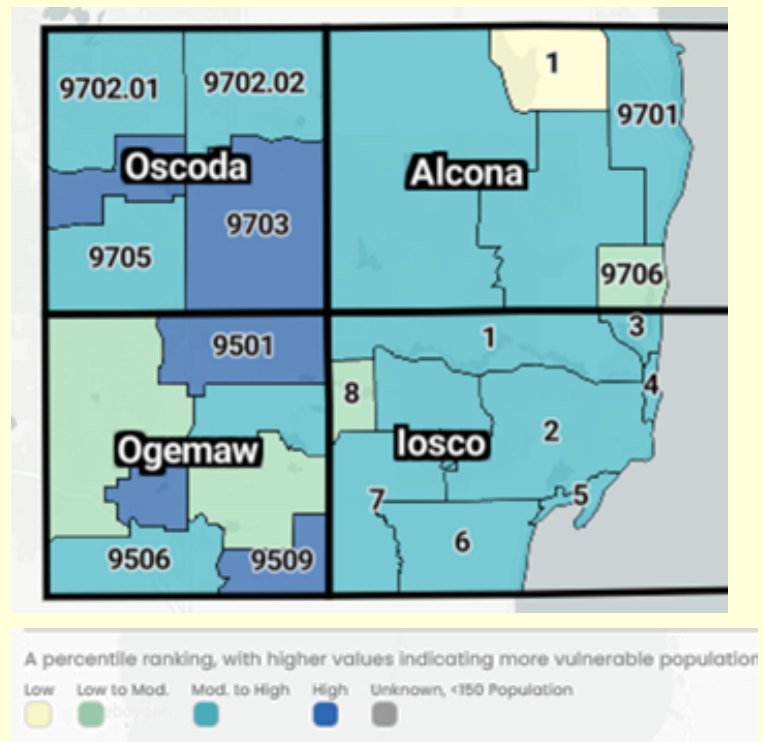 1
9702.01
9702.02
9701
Oscoda
Alcona
9703
9705
9706
3
1
9501
4
8
2
Iosco
Ogemaw
5
7
6
9506
9509
A percentile ranking, with higher values indicating more vulnerable population
Low
Low to Mod.
Mod. to High
High
Unknown, <150 Population